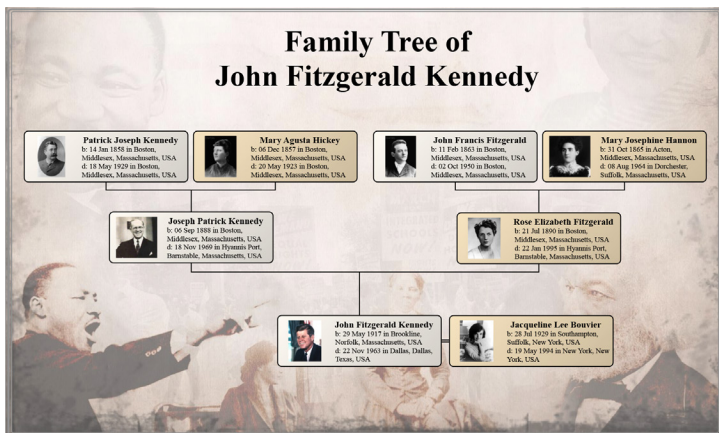 Family Tree of
John Fitzgerald Kennedy
Patrick Joseph Kennedy
b: 14 Jan 1858 in Boston,
Middlesex, Massachusetts, USA
d: 18 May 1929 in Boston,
Middlesex, Massachusetts, USA
Mary Agusta Hickey
b: 06 Dec 1857 in Boston,
Middlesex, Massachusetts, USA
d: 20 May 1923 in Boston,
Middlesex, Massachusetts, USA
John Francis Fitzgerald
b: 11 Feb 1863 in Boston,
Middlesex, Massachusetts, USA
d: 02 Oct 1950 in Boston,
Middlesex, Massachusetts, USA
Mary Josephine Hannon
b: 31 Oct 1865 in Acton,
Middlesex, Massachusetts, USA
d: 08 Aug 1964 in Dorchester,
Suffolk, Massachusetts, USA
Joseph Patrick Kennedy
b: 06 Sep 1888 in Boston,
Middlesex, Massachusetts, USA
d: 18 Nov 1969 in Hyannis Port,
Barnstable, Massachusetts, USA
Rose Elizabeth Fitzgerald
b: 21 Jul 1890 in Boston,
Middlesex, Massachusetts, USA
d: 22 Jan 1995 in Hyannis Port,
Barnstable, Massachusetts, USA
John Fitzgerald Kennedy
b: 29 May 1917 in Brookline,
Norfolk, Massachusetts, USA
d: 22 Nov 1963 in Dallas, Dallas,
Texas, USA
Jacqueline Lee Bouvier
b: 28 Jul 1929 in Southampton,
Suffolk, New York, USA
d: 19 May 1994 in New York, New
York, USA